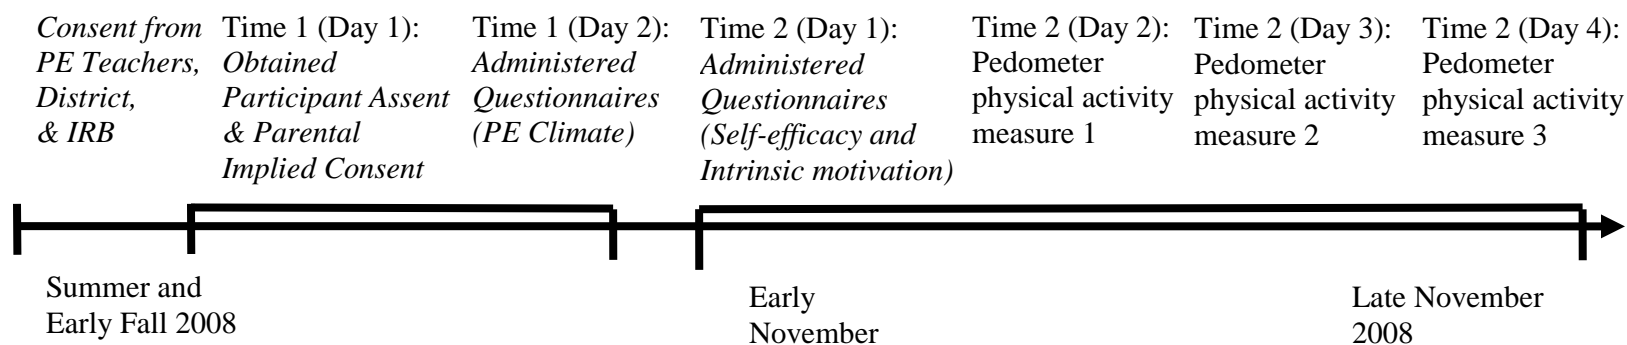 Consent from
PE Teachers,
District,
& IRB
Time 1 (Day 1):
Obtained
Participant Assent
& Parental
Implied Consent
Time 1 (Day 2):
Administered
Questionnaires
(PE Climate)
Time 2 (Day 1):
Administered
Questionnaires
(Self-efficacy and
Intrinsic motivation)
Time 2 (Day 2):
Pedometer
physical activity
measure 1
Time 2 (Day 3):
Pedometer
physical activity
measure 2
Time 2 (Day 4):
Pedometer
physical activity
measure 3
Summer and
Early Fall 2008
Early
November
Late November
2008